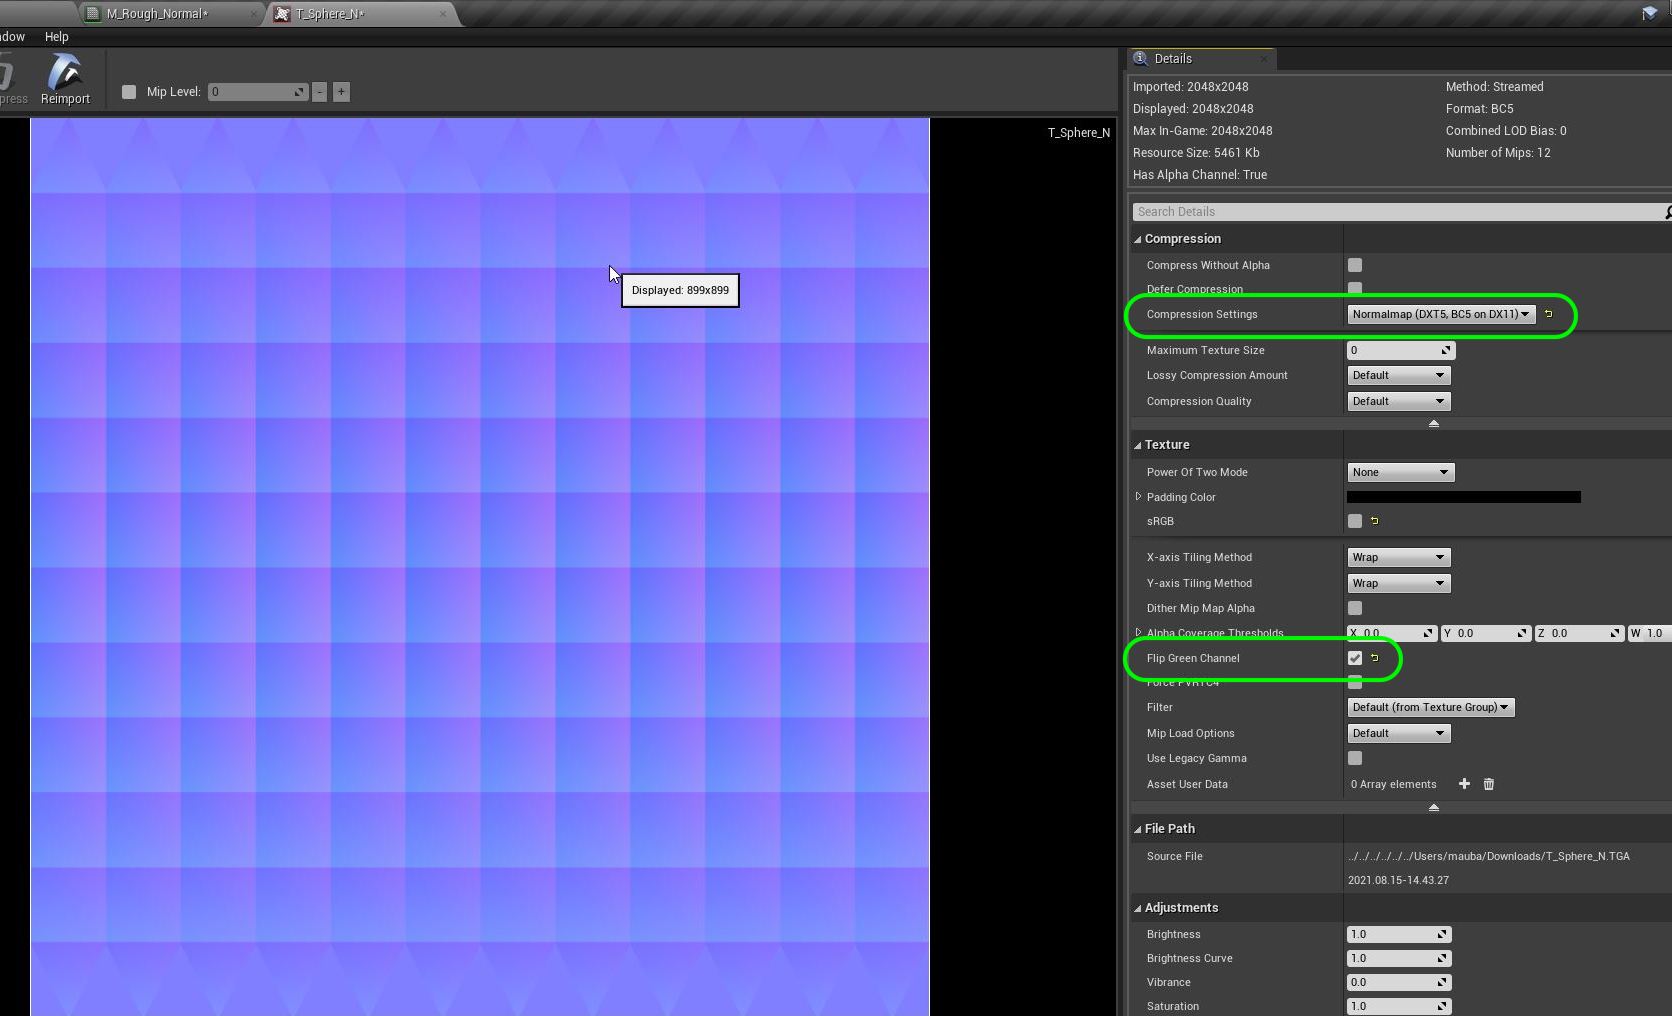 M_Rough_Normal*
T_Sphere_N*
Help
Reimport
Mip Level: 0 - +
T_Sphere_N
Displayed: 899x899
Details
Imported: 2048x2048 Method: Streamed
Displayed: 2048x2048 Format: BC5
Max In-Game: 2048x2048 Combined LOD Bias: 0
Resource Size: 5461 Kb Number of Mips: 12
Has Alpha Channel: True
Search Details
Compression
Compress Without Alpha
Defer Compression
Compression Settings Normalmap (DXT5, BC5 on DX11)
Maximum Texture Size 0
Lossy Compression Amount Default
Compression Quality Default
Texture
Power Of Two Mode None
Padding Color
sRGB
X-axis Tiling Method Wrap
Y-axis Tiling Method Wrap
Dither Mip Map Alpha
Alpha Coverage Thresholds X 0.0 Y 0.0 Z 0.0 W 1.0
Flip Green Channel
Force PVRTC4
Filter Default (from Texture Group)
Mip Load Options Default
Use Legacy Gamma
Asset User Data 0 Array elements
File Path
Source File ../../../../../../Users/mauba/Downloads/T_Sphere_N.TGA
2021.08.15-14.43.27
Adjustments
Brightness 1.0
Brightness Curve 1.0
Vibrance 0.0
Saturation 1.0